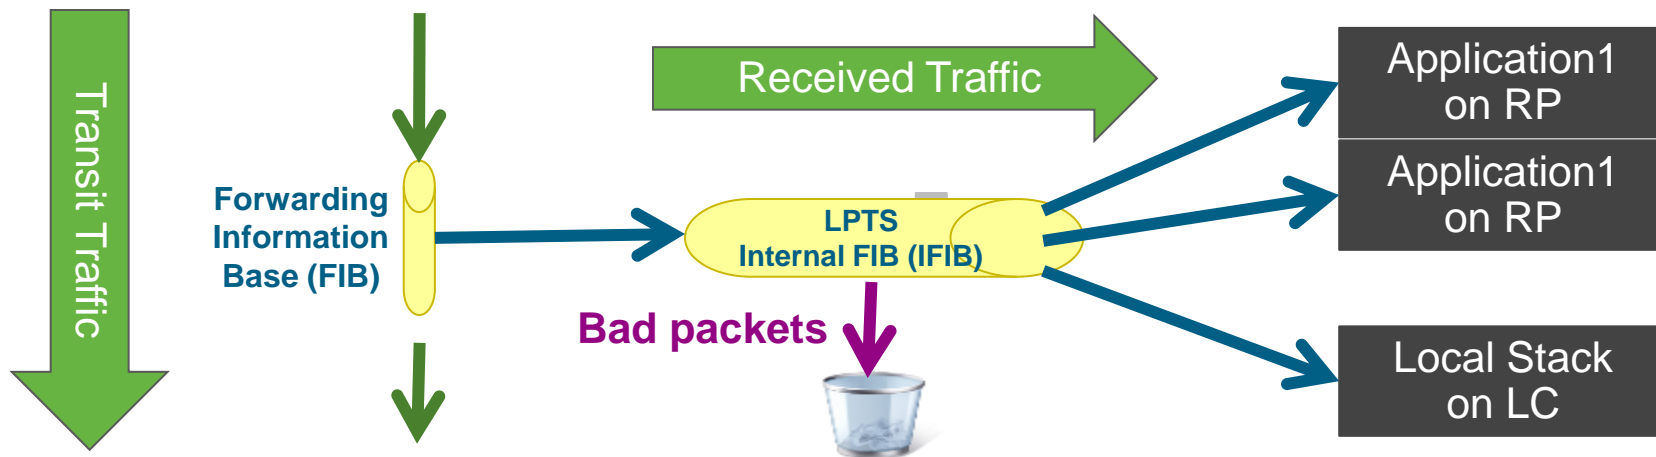 Transit Traffic
Forwarding
Information
Base (FIB)
Received Traffic
LPTS
Internal FIB (IFIB)
Bad packets
Application1
on RP
Application1
on RP
Local Stack
on LC